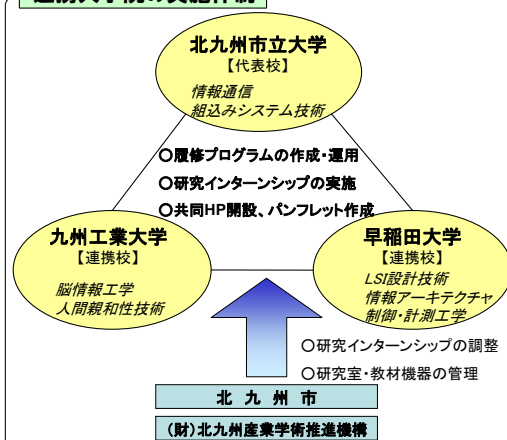 連携大学院の実施体制
北九州市立大学
【代表校】
情報通信
組込みシステム技術
〇履修プログラムの作成・運用
〇研究インターンシップの実施
〇共同HP開設、パンフレット作成
九州工業大学
【連携校】
脳情報工学
人間親和性技術
早稲田大学
【連携校】
LSI設計技術
情報アーキテクチャ
制御・計測工学
〇研究インターンシップの調整
〇研究室・教材機器の管理
北九州市
(財)北九州産業学術推進機構